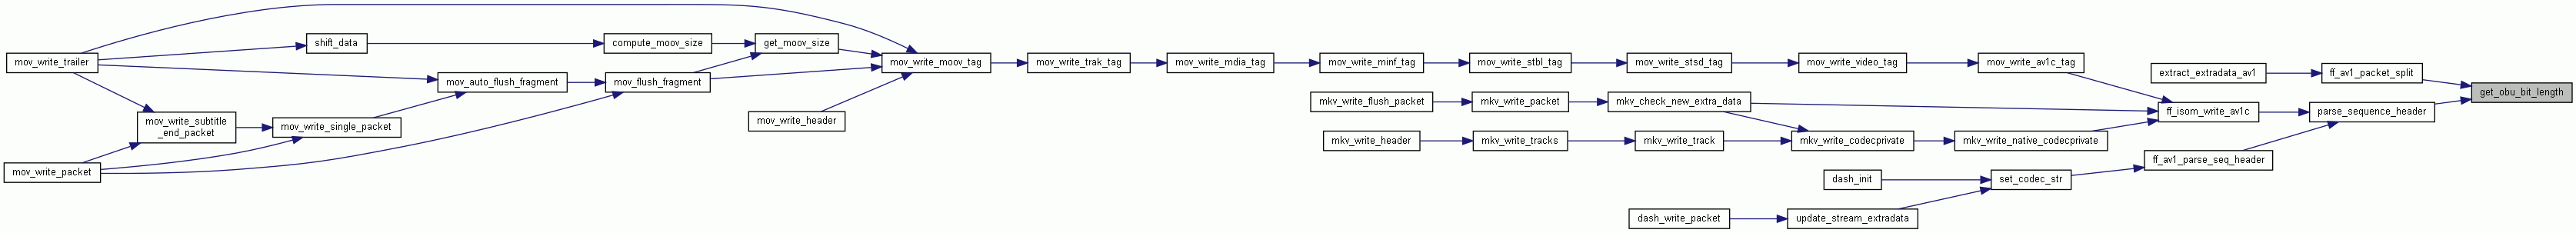 mov_write_trailer
mov_write_packet
mov_write_subtitle
_end_packet
shift_data
mov_write_single_packet
mov_auto_flush_fragment
compute_moov_size
mov_flush_fragment
get_moov_size
mov_write_header
mov_write_moov_tag
mov_write_trak_tag
mov_write_mdia_tag
mov_write_minf_tag
mkv_write_flush_packet
mkv_write_header
mov_write_stbl_tag
mkv_write_packet
mkv_write_tracks
mov_write_stsd_tag
mkv_check_new_extra_data
mkv_write_track
dash_write_packet
mov_write_video_tag
mkv_write_codecprivate
dash_init
update_stream_extradata
mov_write_av1c_tag
mkv_write_native_codecprivate
set_codec_str
extract_extradata_av1
ff_isom_write_av1c
ff_av1_parse_seq_header
ff_av1_packet_split
parse_sequence_header
get_obu_bit_length